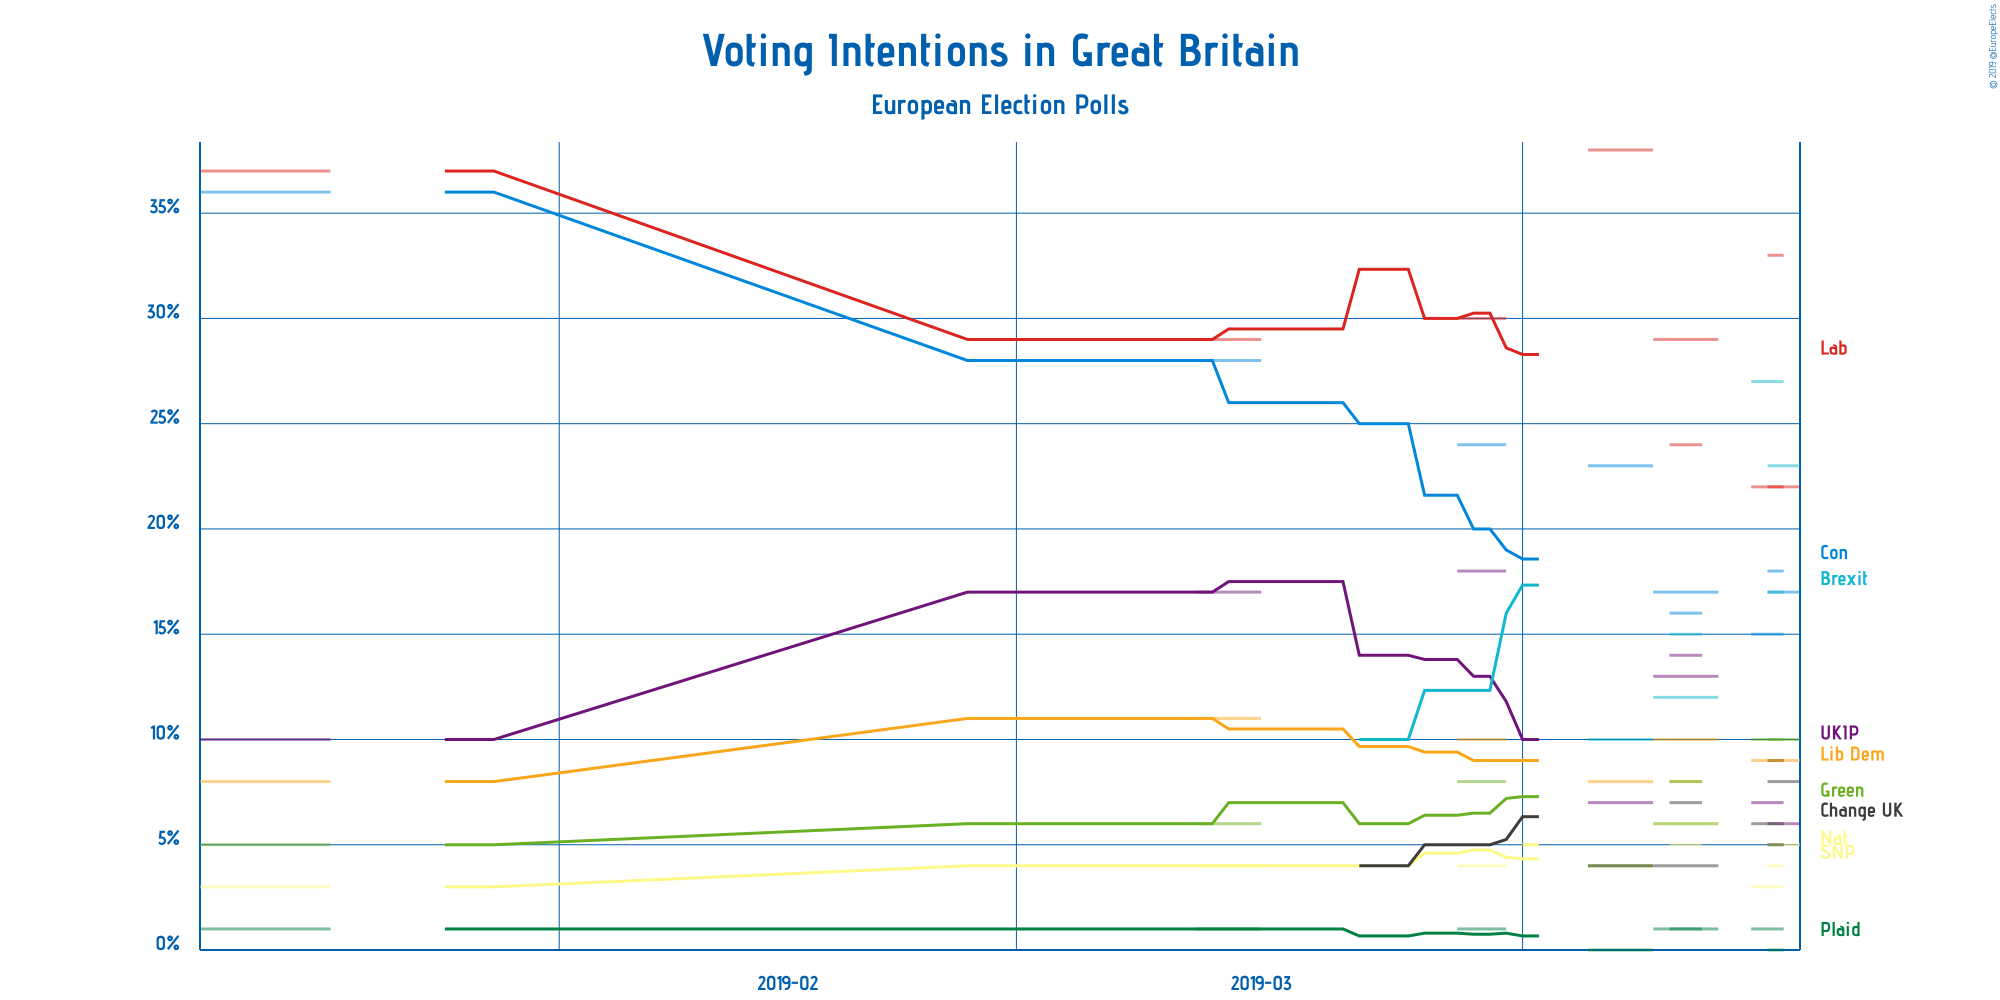 Voting Intentions in Great Britain
European Election Polls
© 2019 @EuropeElects
35%
30%
25%
20%
15%
10%
5%
0%
Lab
Con
Brexit
UKIP
Lib Dem
Green
Change UK
Nat
SNP
Plaid
2019-02
2019-03